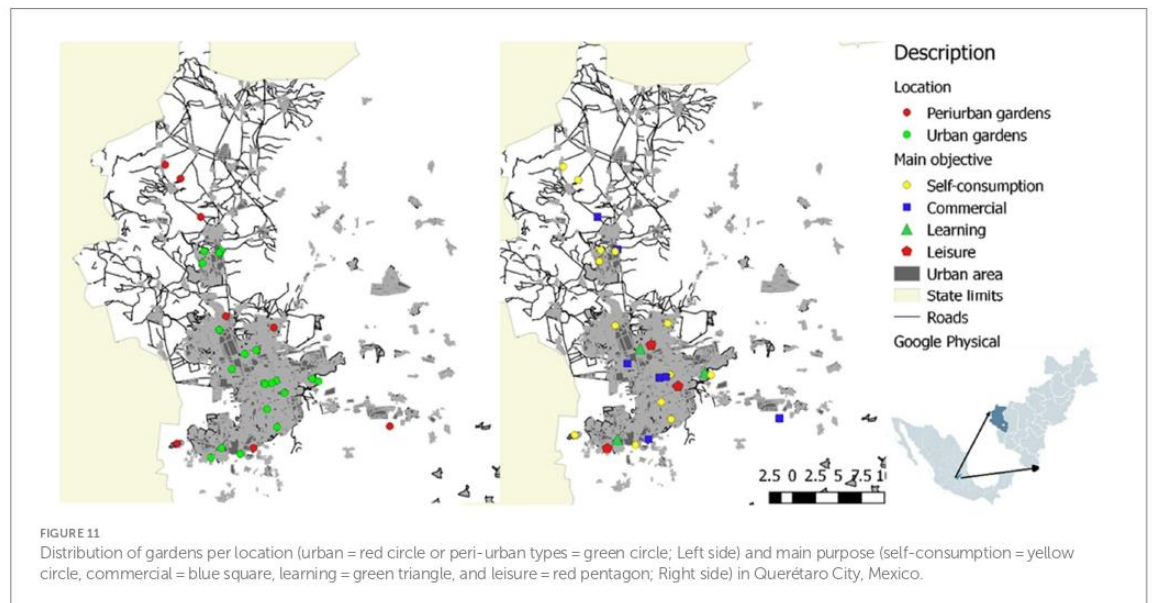 Description
Location
Periurban gardens
Urban gardens
Main objective
Self-consumption
Commercial
Learning
Leisure
Urban area
State limits
Roads
Google Physical
2.5 0 2.5 5 7.5 1
FIGURE 11
Distribution of gardens per location (urban = red circle or peri-urban types = green circle; Left side) and main purpose (self-consumption = yellow
circle, commercial = blue square, learning = green triangle, and leisure = red pentagon; Right side) in Querétaro City, Mexico.